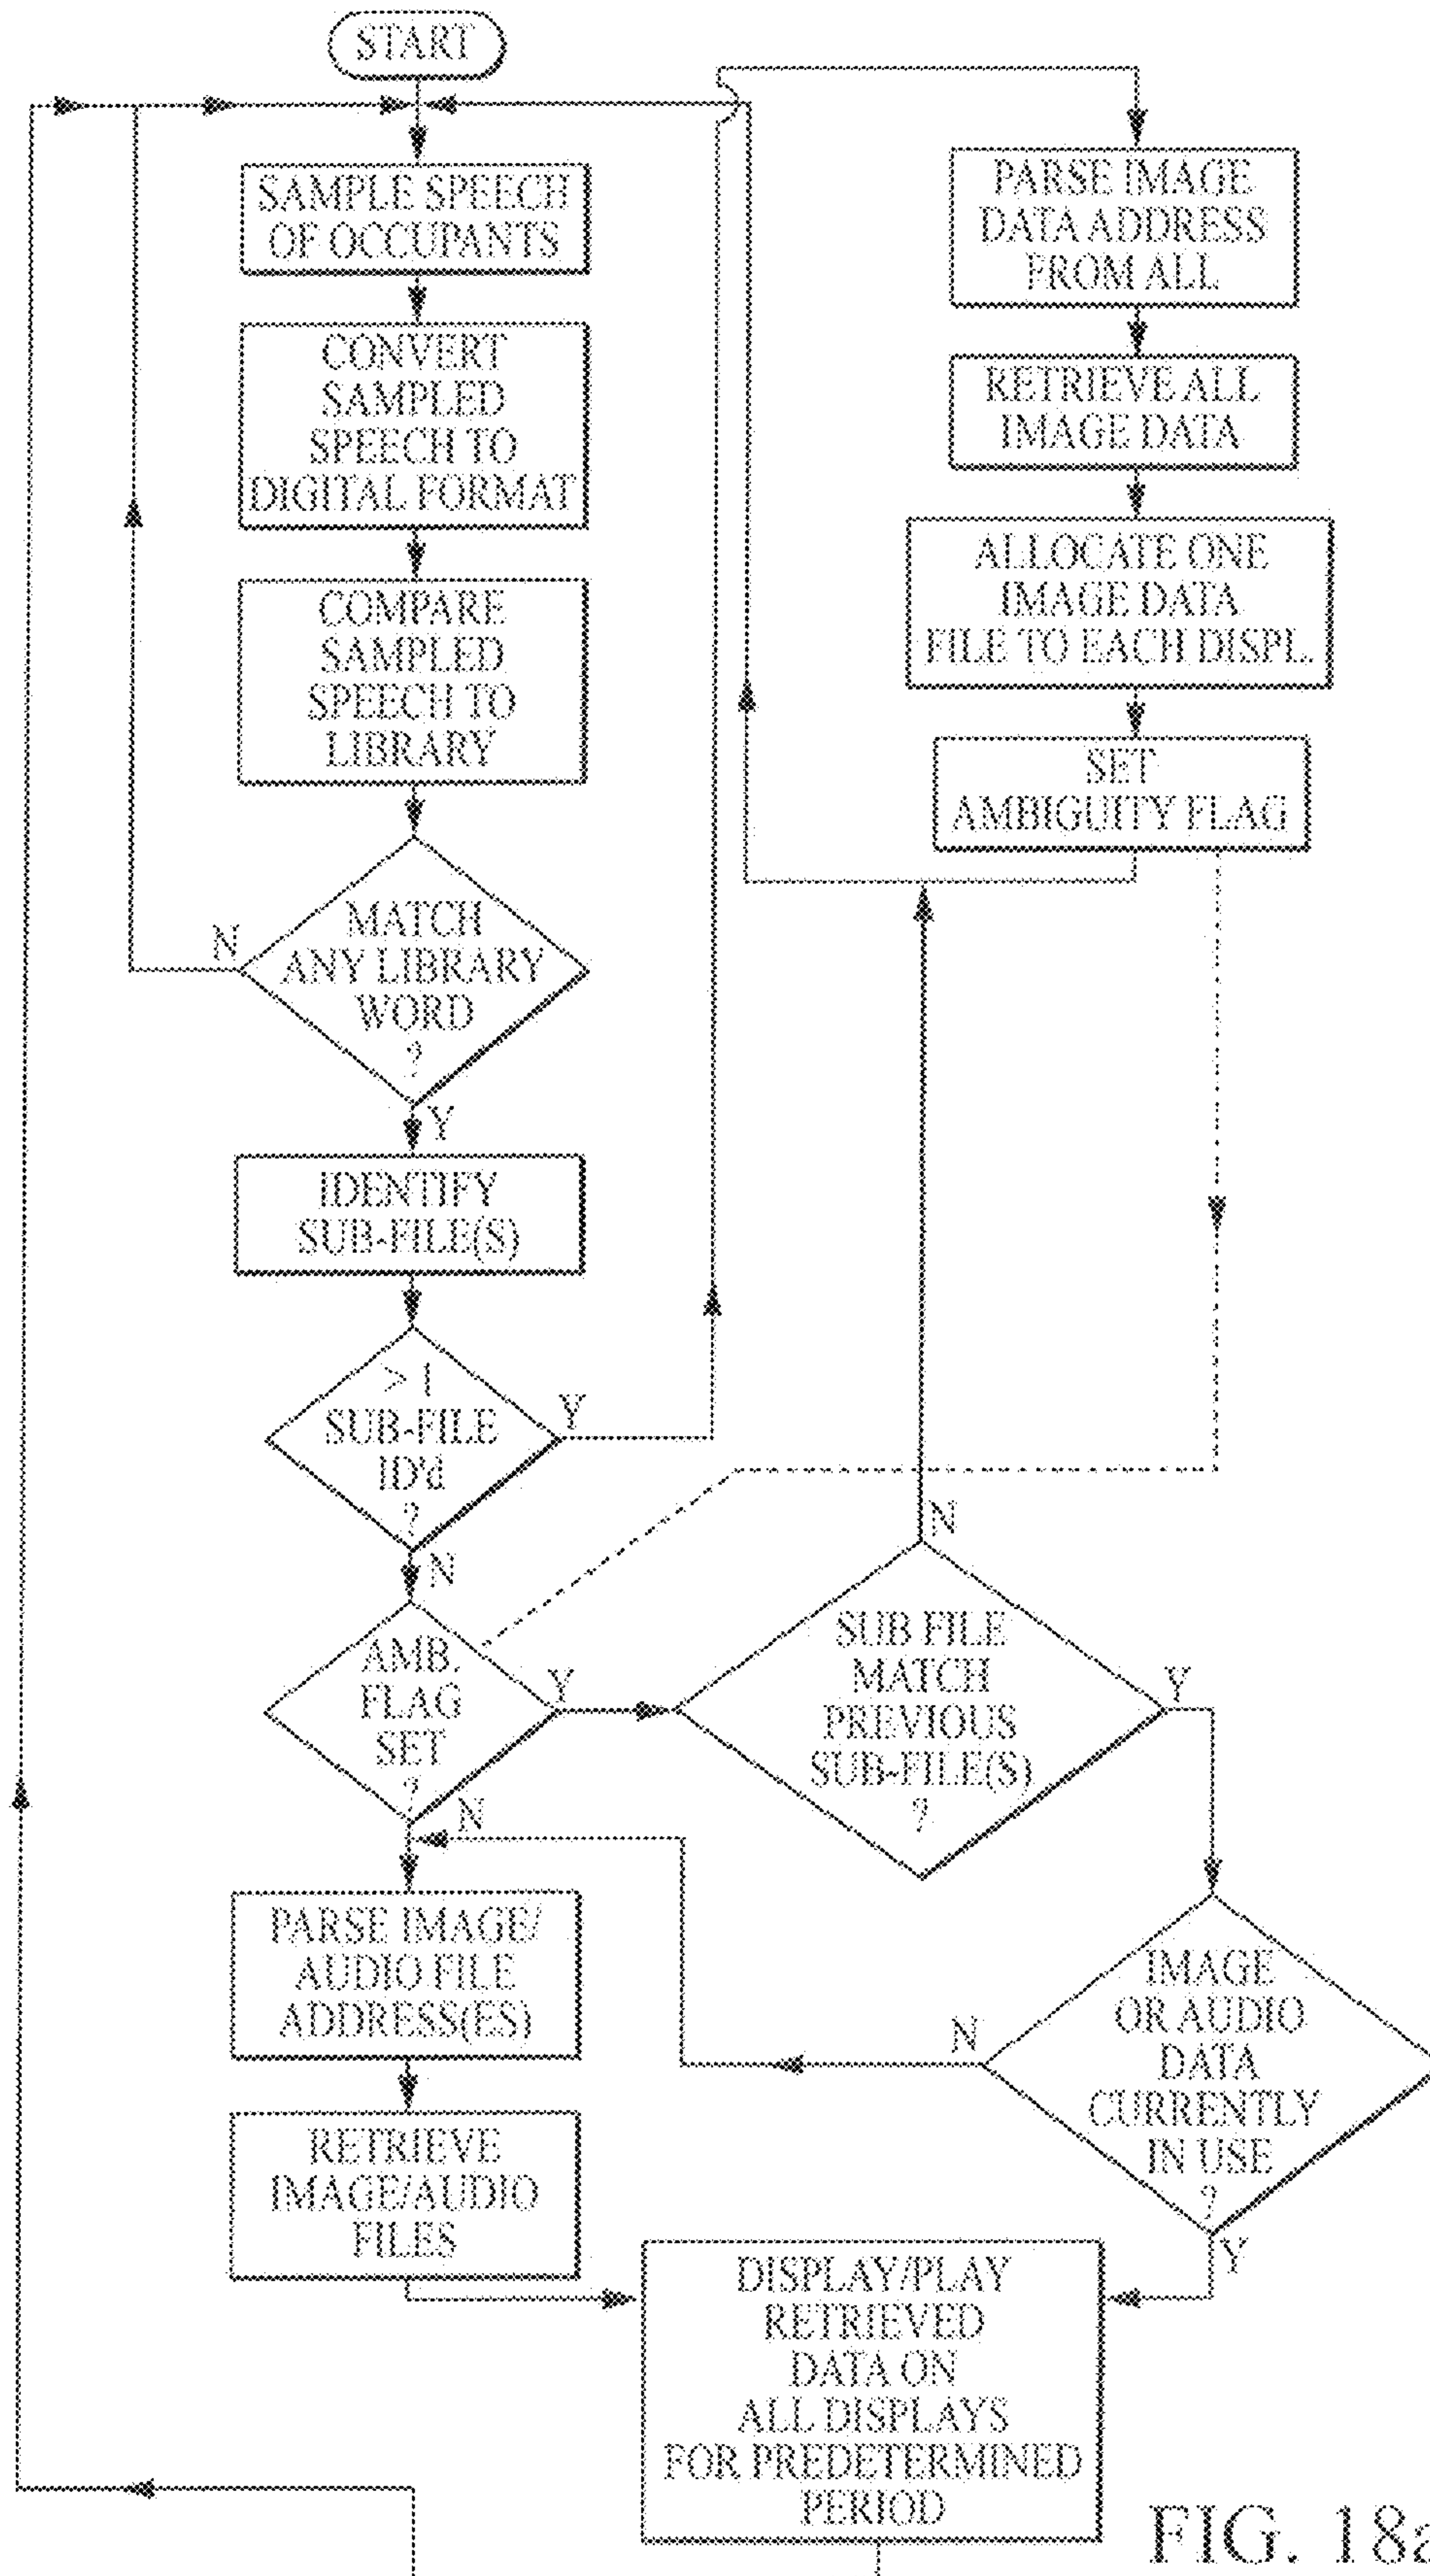 START
SAMPLE SPEECH
OF OCCUPANTS
CONVERT
SAMPLED
SPEECH TO
DIGITAL FORMAT
COMPARE
SAMPLED
SPEECH TO
LIBRARY
MATCH
ANY LIBRARY
WORD
?
N
Y
IDENTIFY
SUB-FILE(S)
> 1
SUB-FILE
ID'd
?
Y
N
AMB.
FLAG
SET
?
Y
N
PARSE IMAGE/
AUDIO FILE
ADDRESS(ES)
RETRIEVE
IMAGE/AUDIO
FILES
PARSE IMAGE
DATA ADDRESS
FROM ALL
RETRIEVE ALL
IMAGE DATA
ALLOCATE ONE
IMAGE DATA
FILE TO EACH DISPL.
SET
AMBIGUITY FLAG
N
SUB FILE
MATCH
PREVIOUS
SUB-FILE(S)
?
Y
IMAGE
OR AUDIO
DATA
CURRENTLY
IN USE
?
N
Y
DISPLAY/PLAY
RETRIEVED
DATA ON
ALL DISPLAYS
FOR PREDETERMINED
PERIOD
FIG. 18a